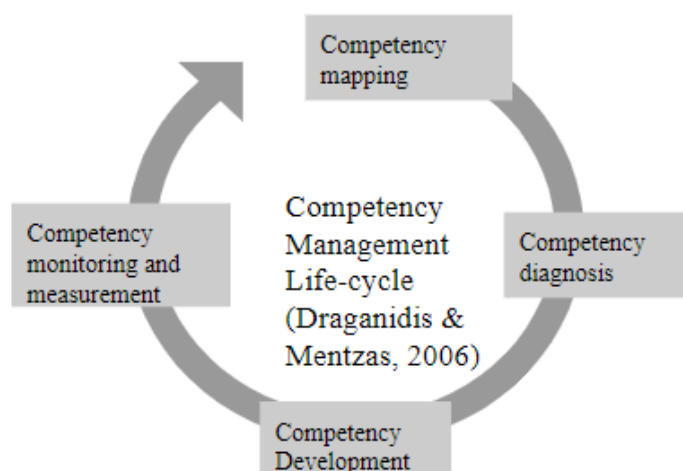 Competency
mapping
Competency
diagnosis
Competency
Development
Competency
monitoring and
measurement
Competency
Management
Life-cycle
(Draganidis &
Mentzas, 2006)